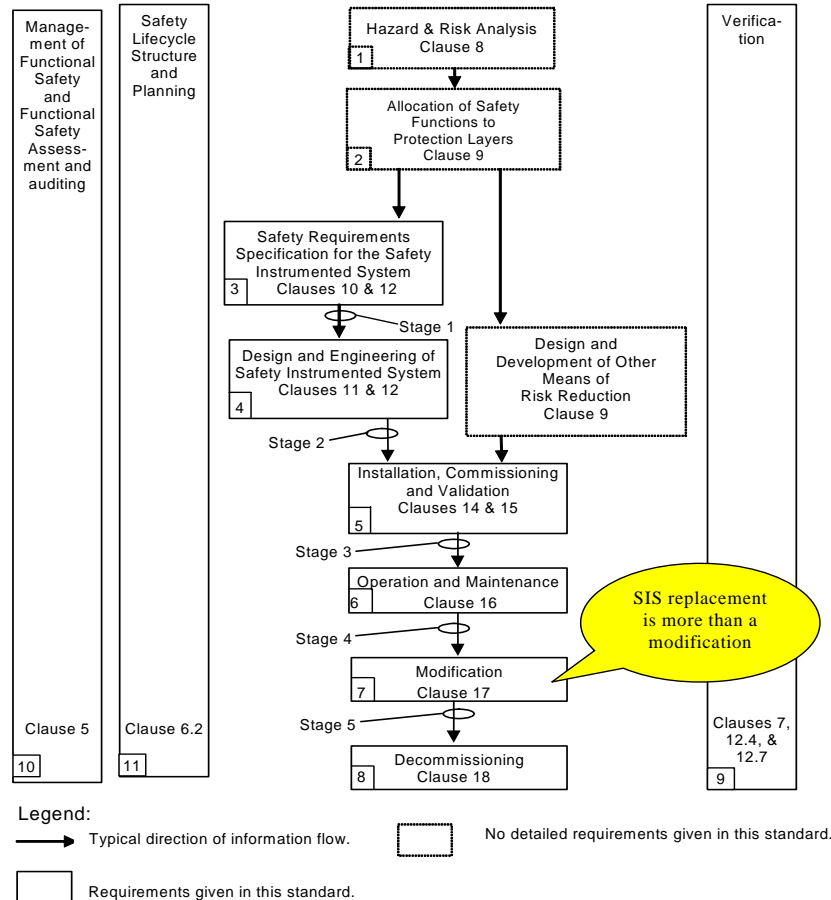 Manage-
ment of
Functional
Safety
and
Functional
Safety
Assess-
ment and
auditing
Clause 5
10
Safety
Lifecycle
Structure
and
Planning
Clause 6.2
11
Hazard & Risk Analysis
Clause 8
1
Allocation of Safety
Functions to
Protection Layers
Clause 9
2
Safety Requirements
Specification for the Safety
Instrumented System
Clauses 10 & 12
3
Stage 1
Design and Engineering of
Safety Instrumented System
Clauses 11 & 12
4
Design and
Development of Other
Means of
Risk Reduction
Clause 9
Stage 2
Installation, Commissioning
and Validation
Clauses 14 & 15
5
Stage 3
Operation and Maintenance
Clause 16
6
Stage 4
Modification
Clause 17
7
SIS replacement
is more than a
modification
Stage 5
Decommissioning
Clause 18
8
Verifica-
tion
Clauses 7,
12.4, &
12.7
9
Legend:
Typical direction of information flow.
No detailed requirements given in this standard.
Requirements given in this standard.